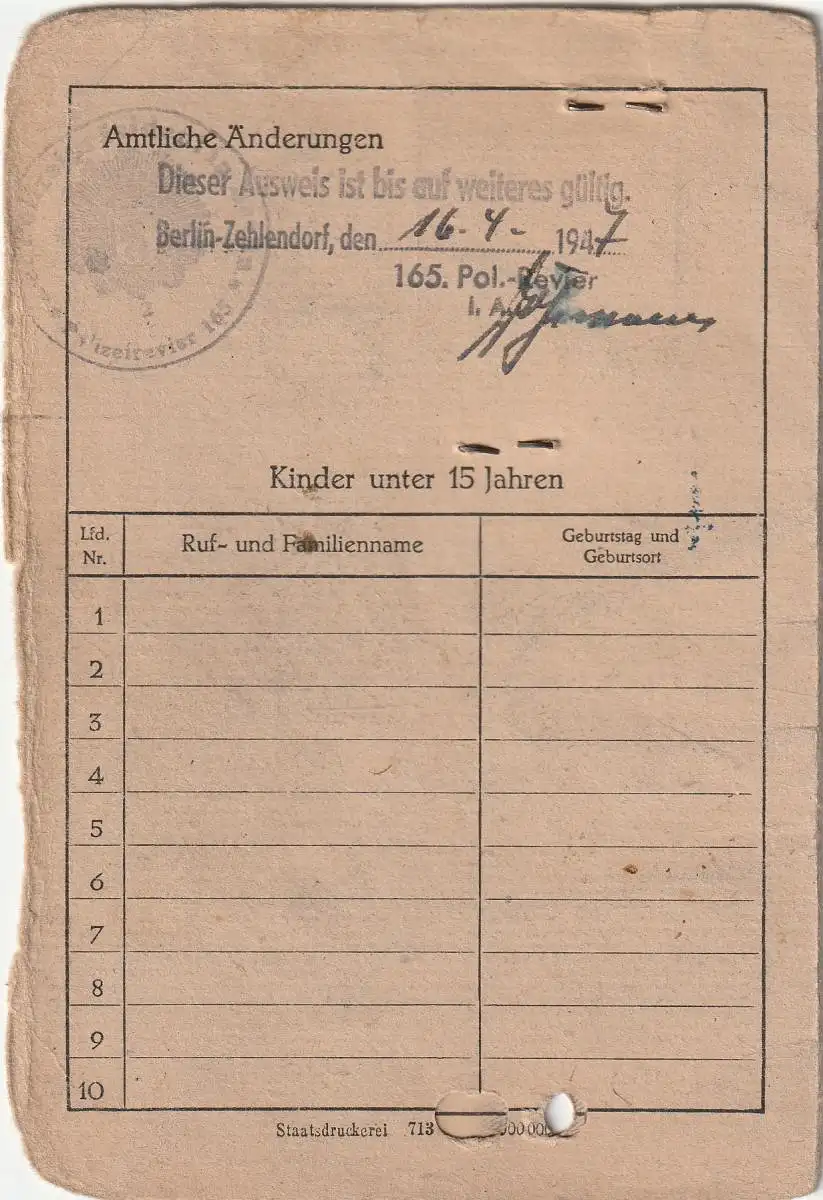 Amtliche Änderungen
Dieser Ausweis ist bis auf weiteres gültig.
Berlin-Zehlendorf, den 16-4- 1947
165. Pol.-Revier
I. A.
Polizeirevier 165
Kinder unter 15 Jahren
Lfd. Nr.
Ruf- und Familienname
Geburtstag und
Geburtsort
1
2
3
4
5
6
7
8
9
10
Staatsdruckerei 713